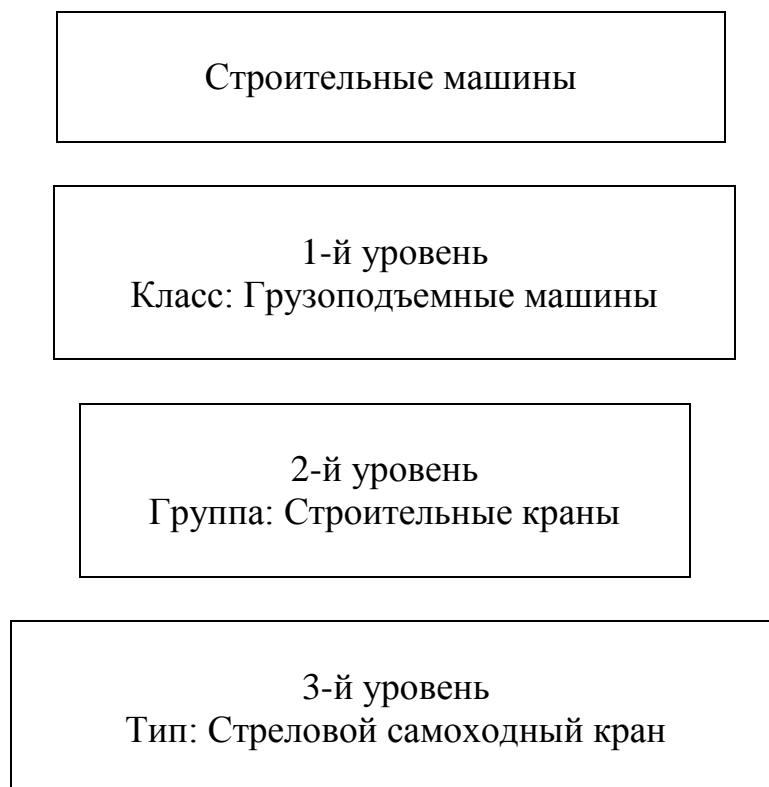 Строительные машины
1-й уровень
Класс: Грузоподъемные машины
2-й уровень
Группа: Строительные краны
3-й уровень
Тип: Стреловой самоходный кран